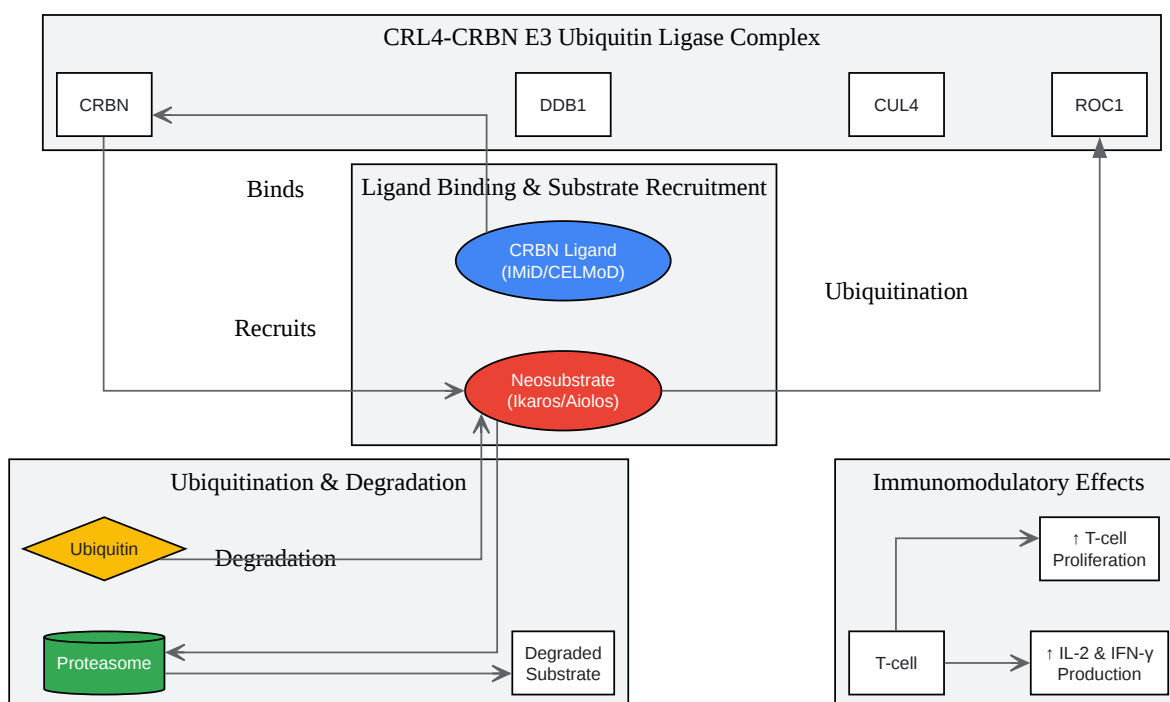 CRL4-CRBN E3 Ubiquitin Ligase Complex
CRBN
DDB1
CUL4
ROC1
Binds
Ligand Binding & Substrate Recruitment
CRBN Ligand
(IMiD/CELMoD)
Ubiquitination
Recruits
Neosubstrate
(Ikaros/Aiolos)
Ubiquitination & Degradation
Ubiquitin
Degradation
Proteasome
Degraded
Substrate
Immunomodulatory Effects
↑ T-cell
Proliferation
T-cell
↑ IL-2 & IFN-γ
Production